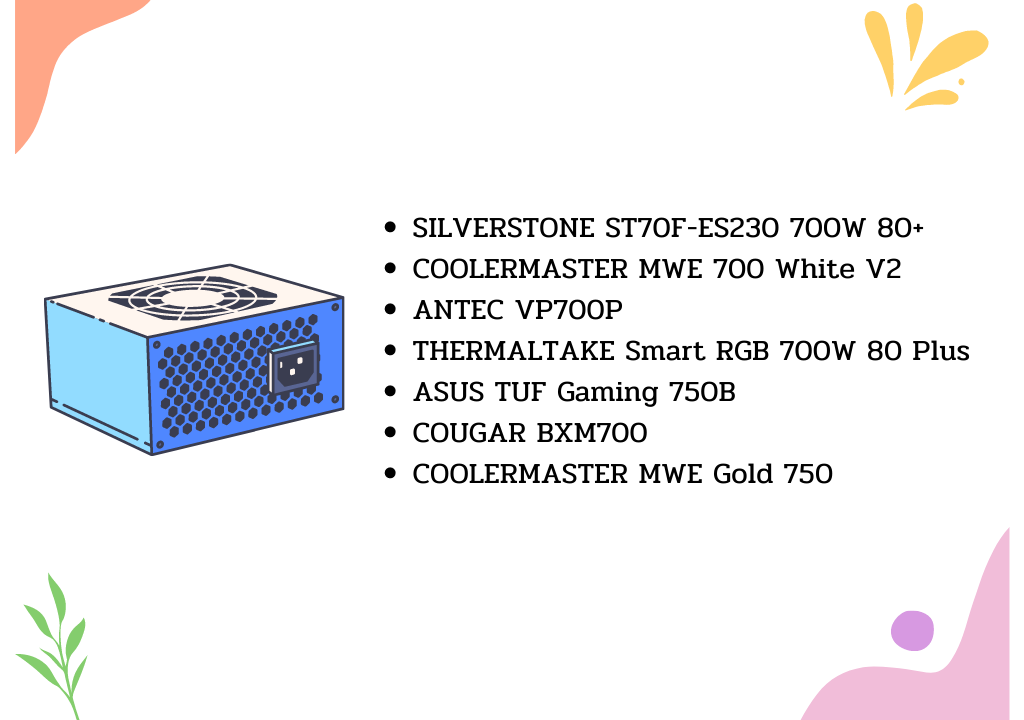 • SILVERSTONE ST70F-ES230 700W 80+
• COOLERMASTER MWE 700 White V2
• ANTEC VP700P
• THERMALTAKE Smart RGB 700W 80 Plus
• ASUS TUF Gaming 750B
• COUGAR BXM700
• COOLERMASTER MWE Gold 750